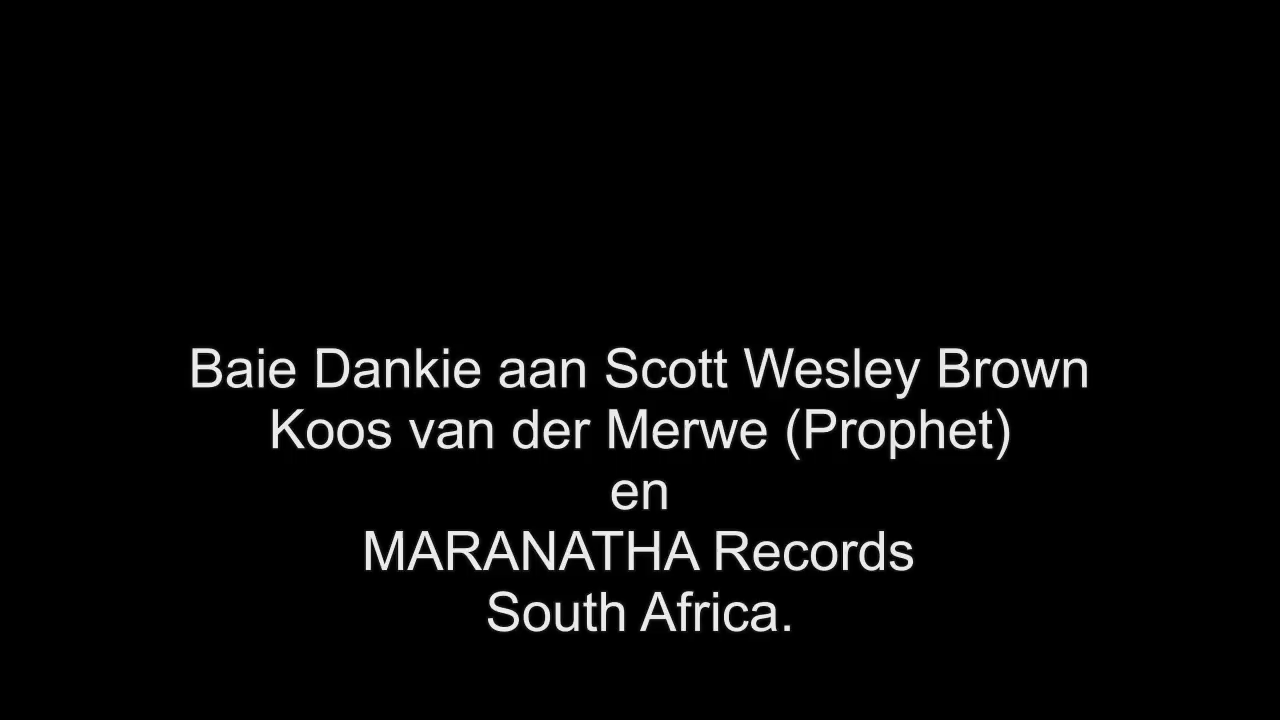 Baie Dankie aan Scott Wesley Brown
Koos van der Merwe (Prophet)
en
MARANATHA Records
South Africa.